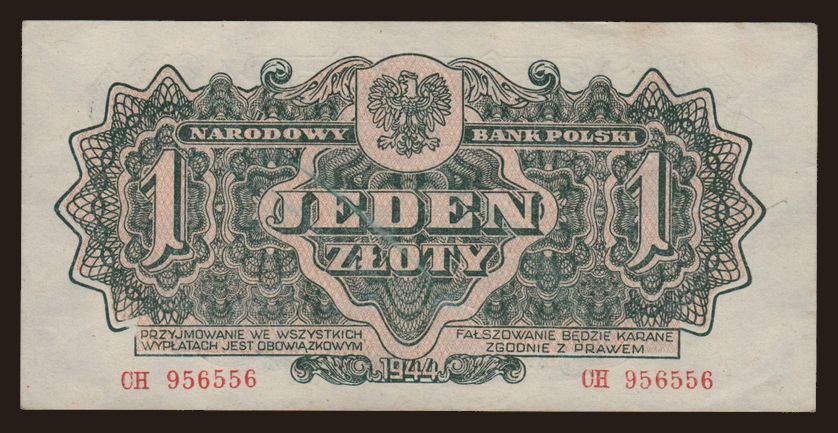 NARODOWY BANK POLSKI
1 JEDEN 1
ZŁOTY
PRZYJMOWANIE WE WSZYSTKICH
WYPŁATACH JEST OBOWIĄZKOWYM
FAŁSZOWANIE BĘDZIE KARANE
ZGODNIE Z PRAWEM
1944
CH 956556
CH 956556